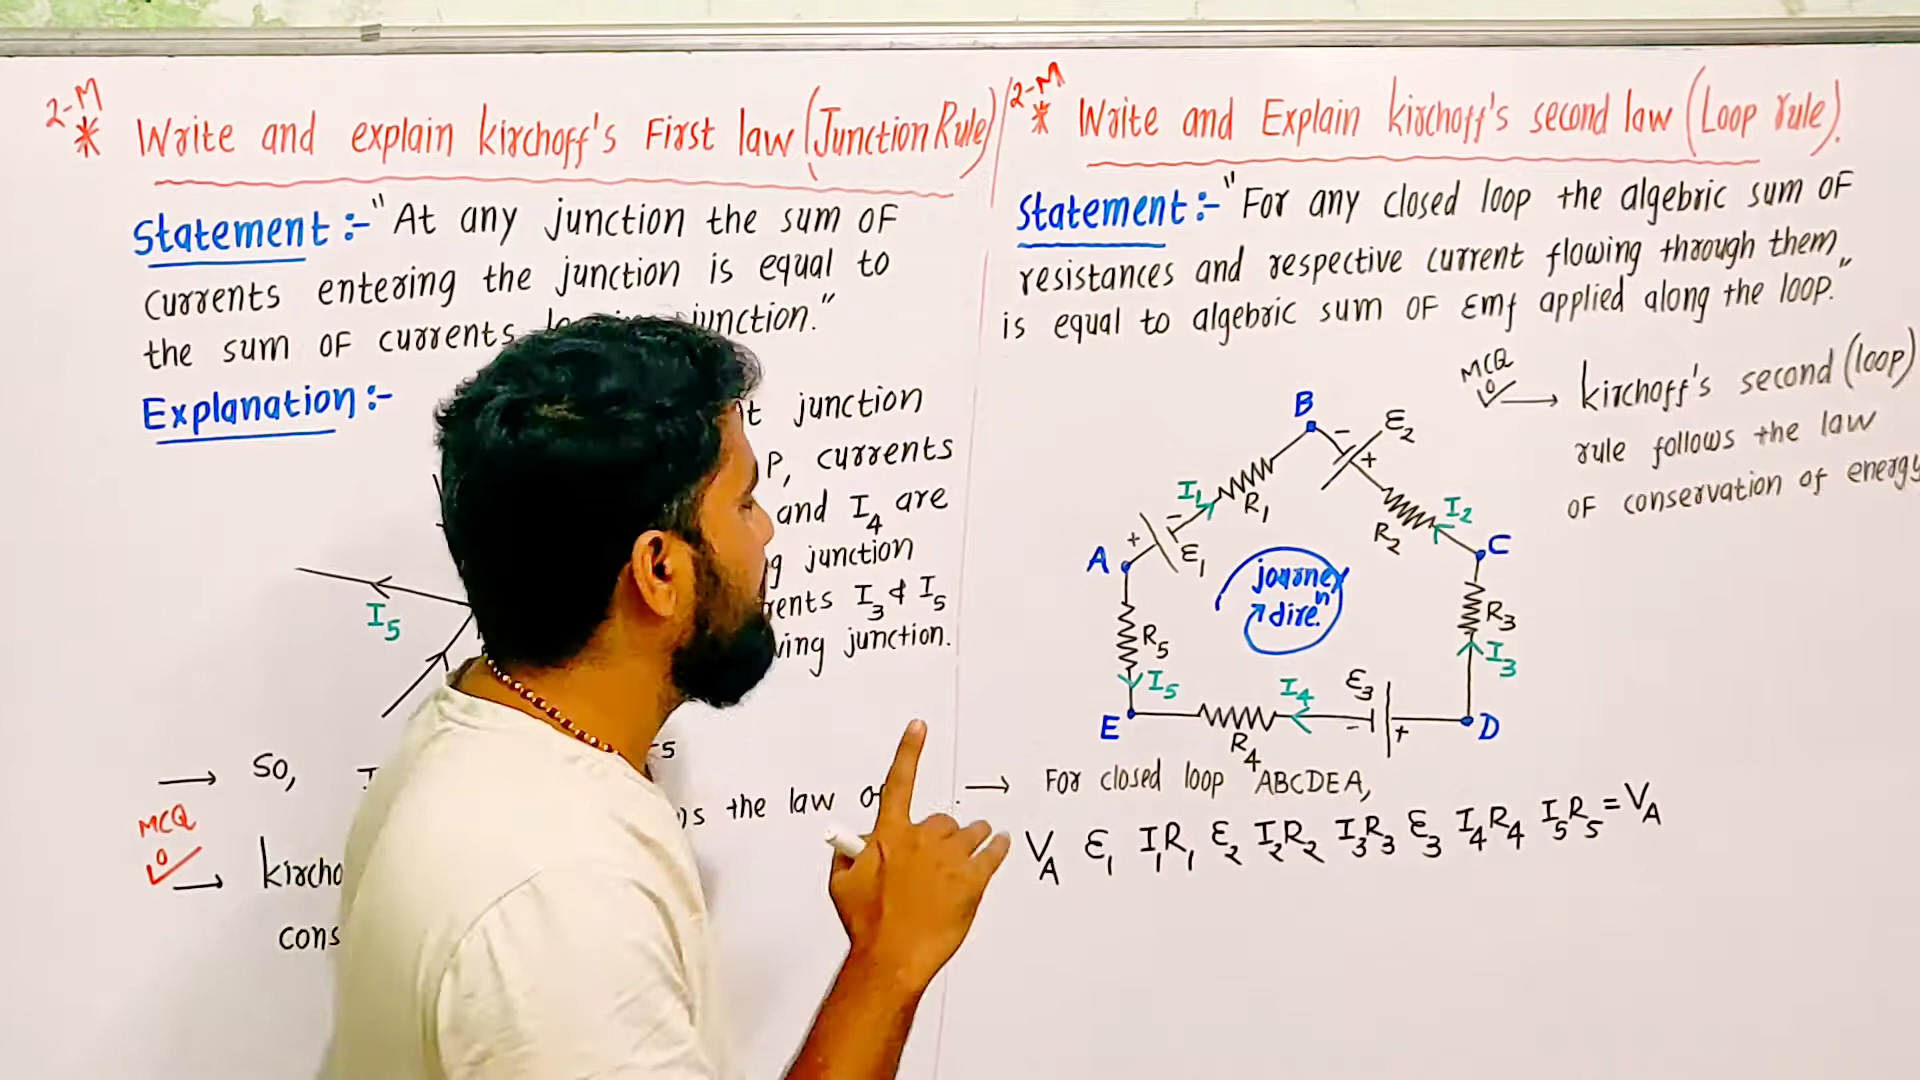 2-M
* Write and explain kirchoff's First law (Junction Rule)
Statement :- "At any junction the sum OF
currents entering the junction is equal to
the sum OF currents junction."
Explanation :-
At junction
P, currents
and I₄ are
junction
I₃ & I₅
junction.
I₅
→ So,
MCQ
the law
→
2-M
* Write and Explain kirchoff's second law (Loop rule).
Statement :- "For any closed loop the algebric sum OF
resistances and respective current flowing through them
is equal to algebric sum OF Emf applied along the loop."
MCQ
→ kirchoff's second (loop)
rule follows the law
OF conservation of energy
B
- ε₂
+
I₁ R₁
R₂ I₂
A + - ε₁
C
journey
direⁿ
R₅
R₃
I₅
I₃
E
R₄ I₄
ε₃
- +
D
→ For closed loop ABCDEA,
V_A ε₁ I₁R₁ ε₂ I₂R₂ I₃R₃ ε₃ I₄R₄ I₅R₅ = V_A